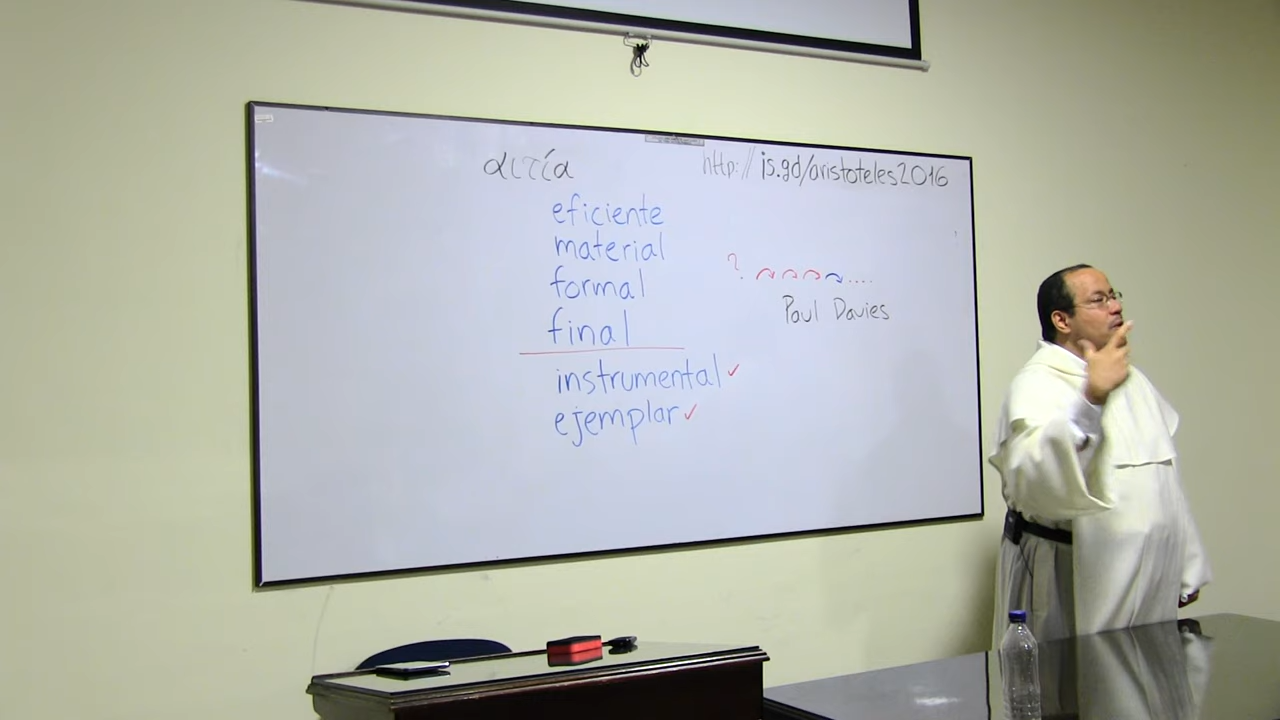 αιτία
http://is.gd/aristoteles2016
eficiente
material
formal
final
instrumental ✓
ejemplar ✓
?
....
Paul Davies